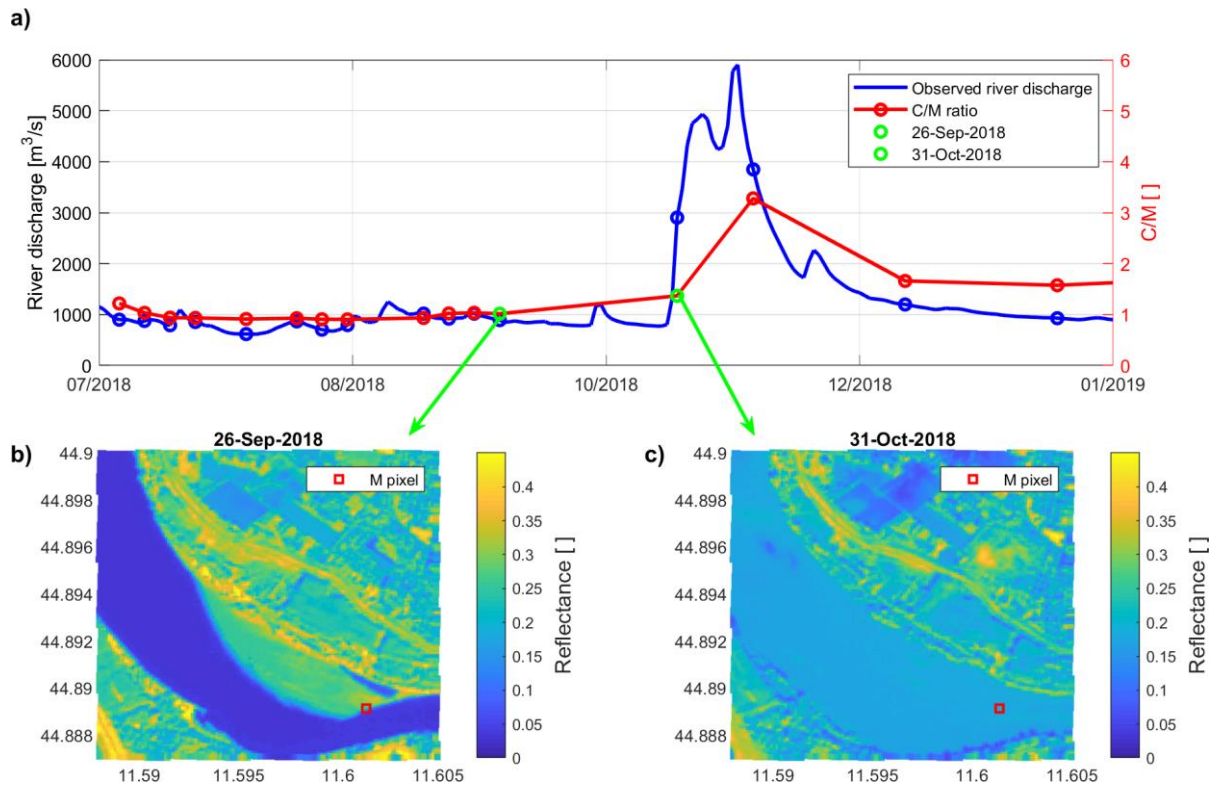 a)
6000
5000
4000
3000
2000
1000
0
River discharge [m³/s]
6
5
4
3
2
1
0
C/M [ ]
Observed river discharge
C/M ratio
26-Sep-2018
31-Oct-2018
07/2018 08/2018 10/2018 12/2018 01/2019
b)
26-Sep-2018
M pixel
44.9
44.898
44.896
44.894
44.892
44.89
44.888
11.59 11.595 11.6 11.605
0.4
0.35
0.3
0.25
0.2
0.15
0.1
0.05
0
Reflectance [ ]
c)
31-Oct-2018
M pixel
44.9
44.898
44.896
44.894
44.892
44.89
44.888
11.59 11.595 11.6 11.605
0.4
0.35
0.3
0.25
0.2
0.15
0.1
0.05
0
Reflectance [ ]